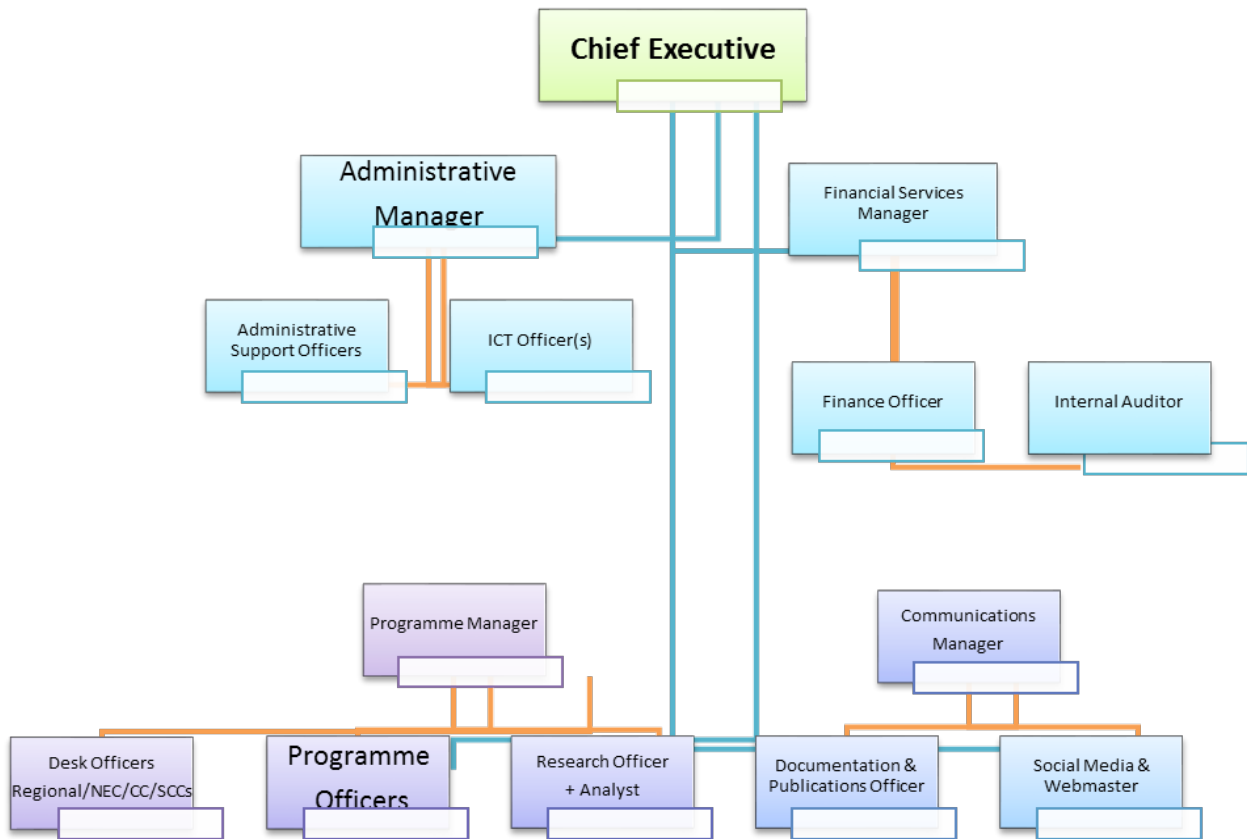 Chief Executive
Administrative
Manager
Financial Services
Manager
Administrative
Support Officers
ICT Officer(s)
Finance Officer
Internal Auditor
Programme Manager
Communications
Manager
Desk Officers
Regional/NEC/CC/SCCs
Programme
Officers
Research Officer
+ Analyst
Documentation &
Publications Officer
Social Media &
Webmaster